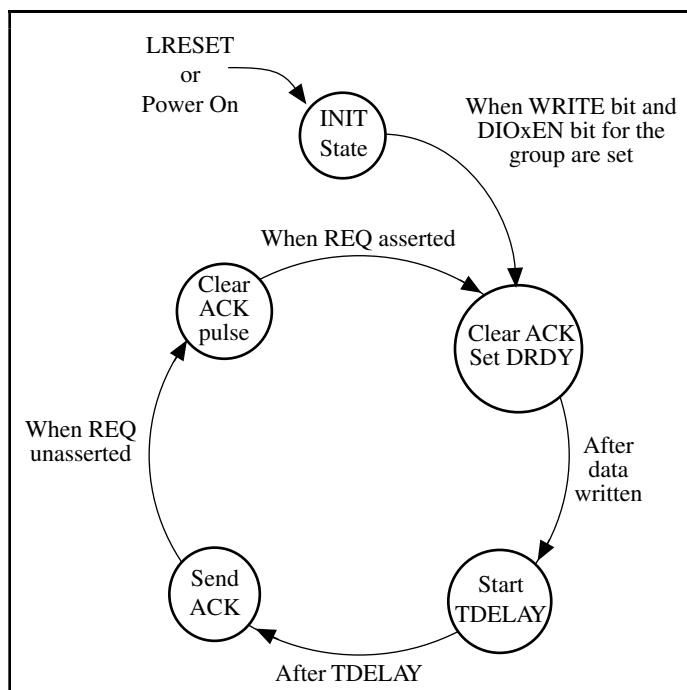 LRESET
or
Power On
INIT
State
When WRITE bit and
DIOxEN bit for the
group are set
When REQ asserted
Clear
ACK
pulse
Clear ACK
Set DRDY
When REQ
unasserted
After
data
written
Send
ACK
Start
TDELAY
After TDELAY